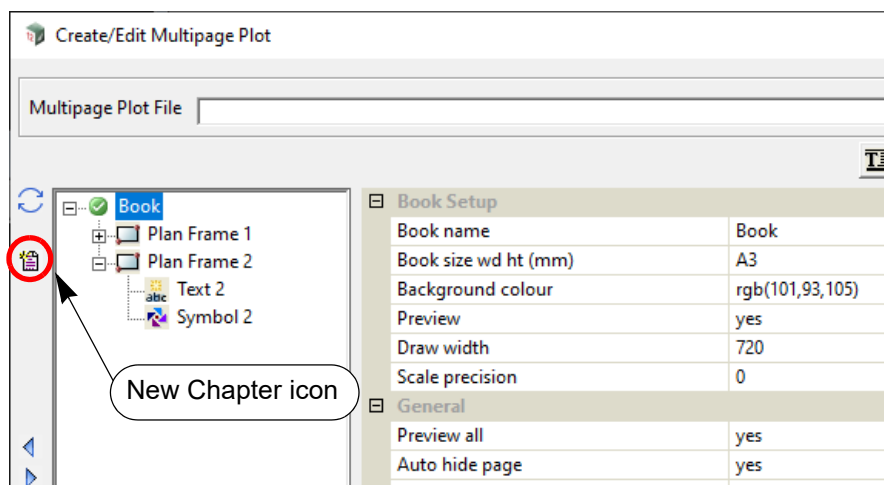 Create/Edit Multipage Plot
Multipage Plot File
T
Book
Plan Frame 1
Plan Frame 2
abc Text 2
Symbol 2
New Chapter icon
Book Setup
Book name Book
Book size wd ht (mm) A3
Background colour rgb(101,93,105)
Preview yes
Draw width 720
Scale precision 0
General
Preview all yes
Auto hide page yes